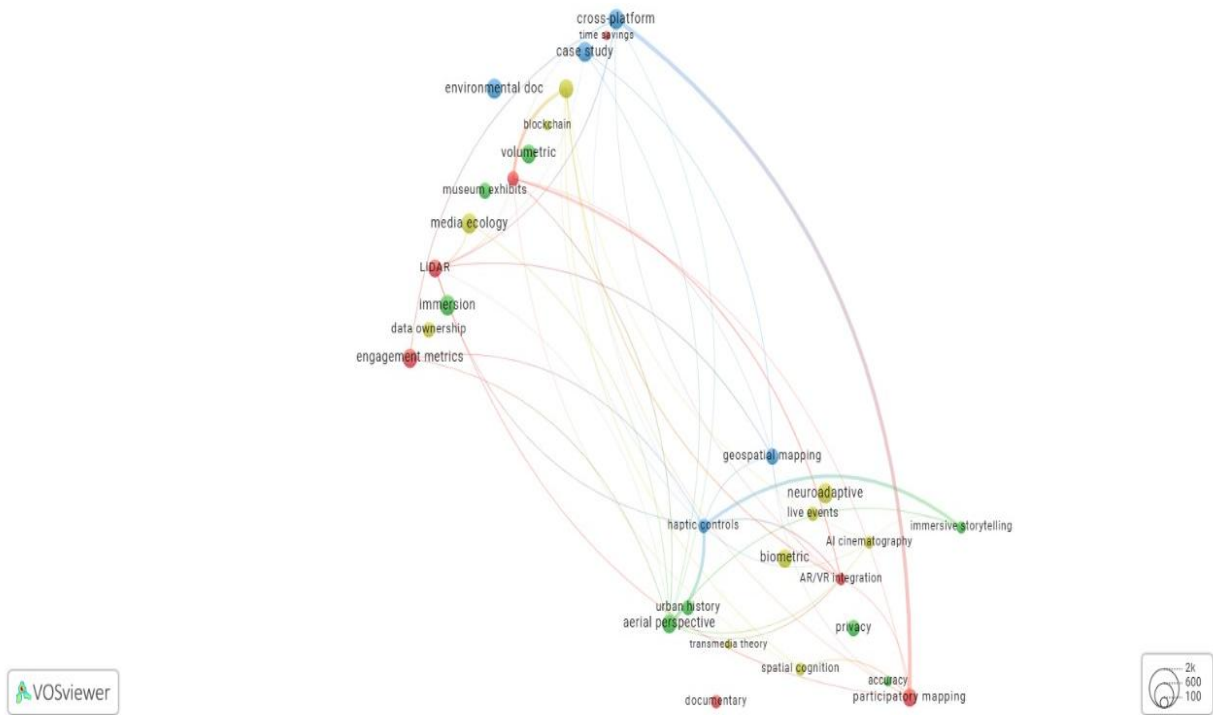 cross-platform
time savings
case study
environmental doc
blockchain
volumetric
museum exhibits
media ecology
LiDAR
immersion
data ownership
engagement metrics
geospatial mapping
neuroadaptive
live events
haptic controls
immersive storytelling
AI cinematography
biometric
AR/VR integration
urban history
aerial perspective
privacy
transmedia theory
spatial cognition
accuracy
participatory mapping
documentary
VOSviewer
2k
600
100